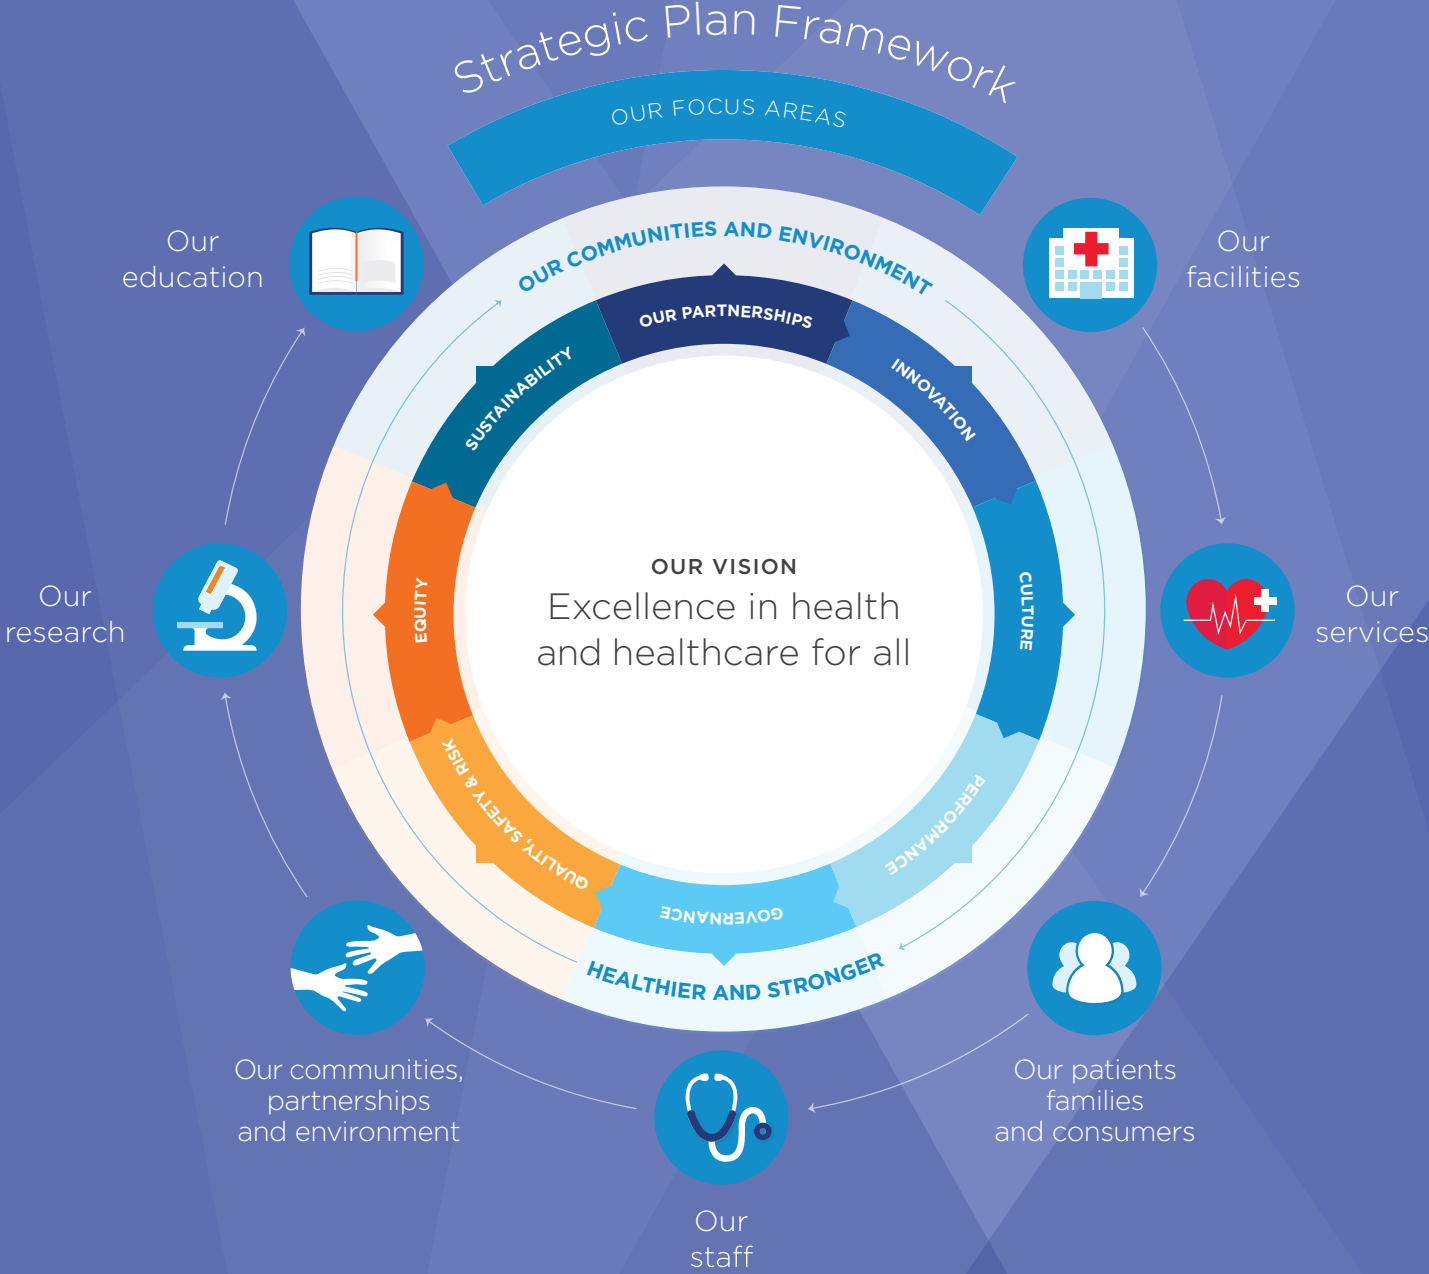 Strategic Plan Framework
OUR FOCUS AREAS
OUR COMMUNITIES AND ENVIRONMENT
OUR PARTNERSHIPS
INNOVATION
CULTURE
PERFORMANCE
GOVERNANCE
QUALITY, SAFETY & RISK
EQUITY
SUSTAINABILITY
HEALTHIER AND STRONGER
OUR VISION
Excellence in health
and healthcare for all
Our
facilities
Our
services
Our patients
families
and consumers
Our
staff
Our communities,
partnerships
and environment
Our
research
Our
education